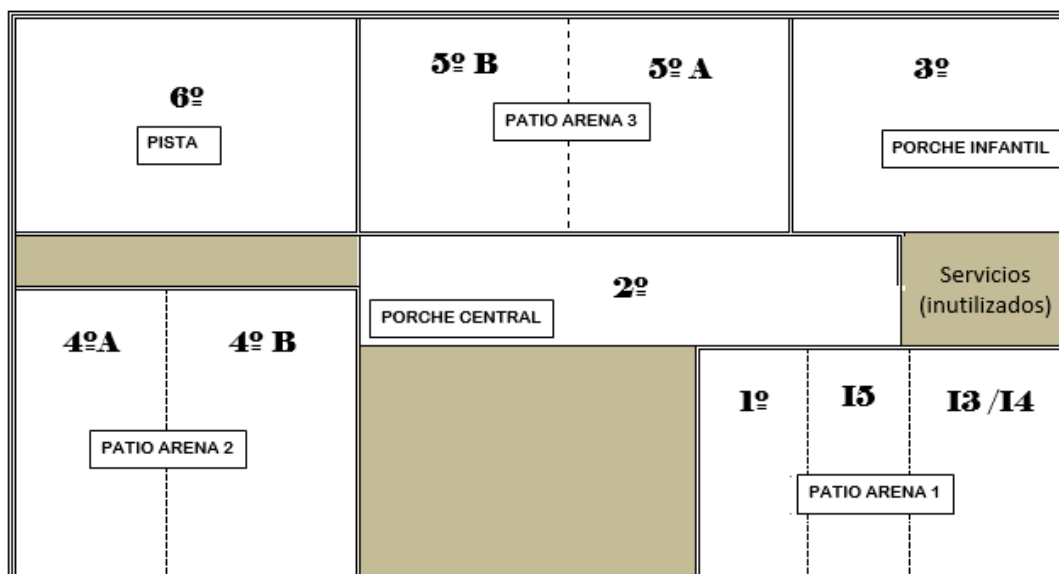 5º B
5º A
3º
6º
PATIO ARENA 3
PISTA
PORCHE INFANTIL
Servicios
(inutilizados)
2º
PORCHE CENTRAL
4ºA
4º B
1º
I5
I3 /I4
PATIO ARENA 2
PATIO ARENA 1